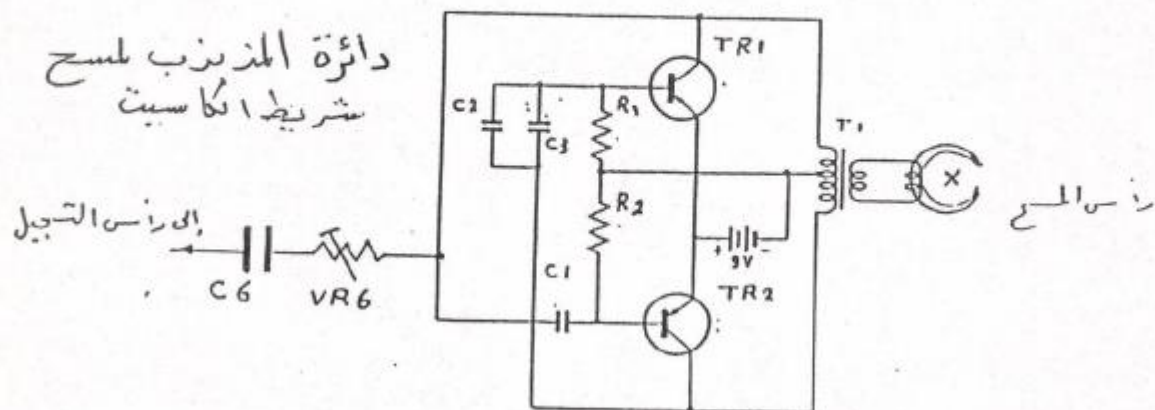 دائرة المذبذب لمسح
شريط الكاسيت
TR1
C2
C3
R1
T1
X
رأس المسح
R2
إلى رأس التسجيل
+ 9V -
C1
TR2
C6
VR6